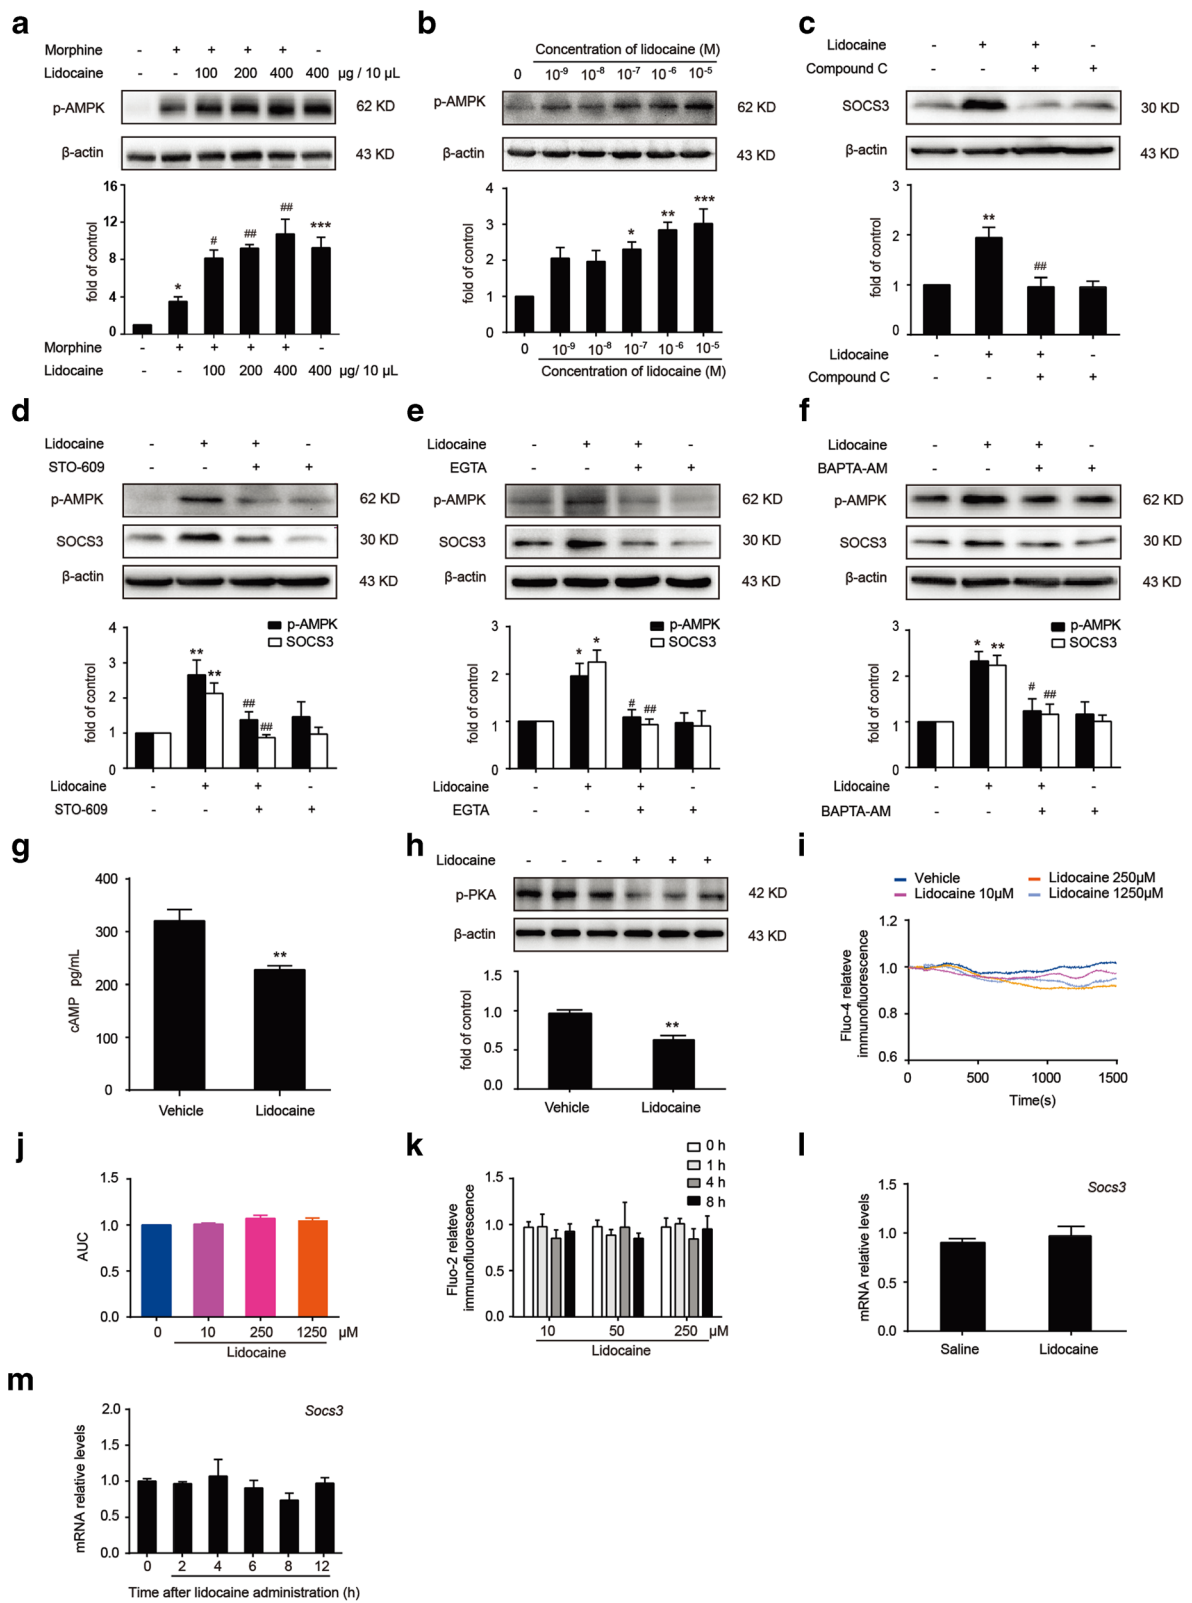 a
Morphine - + + + + -
Lidocaine - - 100 200 400 400 µg / 10 µL
p-AMPK 62 KD
β-actin 43 KD
16
12
8
4
0
fold of control
* # ## ## ***
Morphine - + + + + -
Lidocaine - - 100 200 400 400 µg/ 10 µL
b
Concentration of lidocaine (M)
0 10-9 10-8 10-7 10-6 10-5
p-AMPK 62 KD
β-actin 43 KD
4
3
2
1
0
fold of control
* ** ***
0 10-9 10-8 10-7 10-6 10-5
Concentration of lidocaine (M)
c
Lidocaine - + + -
Compound C - - + +
SOCS3 30 KD
β-actin 43 KD
3
2
1
0
fold of control
** ##
Lidocaine - + + -
Compound C - - + +
d
Lidocaine - + + -
STO-609 - - + +
p-AMPK 62 KD
SOCS3 30 KD
β-actin 43 KD
p-AMPK
SOCS3
4
3
2
1
0
fold of control
** ** ## ##
Lidocaine - + + -
STO-609 - - + +
e
Lidocaine - + + -
EGTA - - + +
p-AMPK 62 KD
SOCS3 30 KD
β-actin 43 KD
p-AMPK
SOCS3
3
2
1
0
fold of control
* * # ##
Lidocaine - + + -
EGTA - - + +
f
Lidocaine - + + -
BAPTA-AM - - + +
p-AMPK 62 KD
SOCS3 30 KD
β-actin 43 KD
p-AMPK
SOCS3
3
2
1
0
fold of control
* ** # ##
Lidocaine - + + -
BAPTA-AM - - + +
g
400
300
200
100
0
cAMP pg/mL
**
Vehicle Lidocaine
h
Lidocaine - - - + + +
p-PKA 42 KD
β-actin 43 KD
1.5
1.0
0.5
0.0
fold of control
**
Vehicle Lidocaine
i
Vehicle Lidocaine 250µM
Lidocaine 10µM Lidocaine 1250µM
1.2
1.0
0.8
0.6
Fluo-4 relateve
immunofluorescence
0 500 1000 1500
Time(s)
j
1.5
1.0
0.5
0.0
AUC
0 10 250 1250 µM
Lidocaine
k
0 h
1 h
4 h
8 h
1.5
1.0
0.5
0.0
Fluo-2 relateve
immunofluorescence
10 50 250 µM
Lidocaine
l
Socs3
1.5
1.0
0.5
0.0
mRNA relative levels
Saline Lidocaine
m
Socs3
2.0
1.5
1.0
0.5
0.0
mRNA relative levels
0 2 4 6 8 12
Time after lidocaine administration (h)